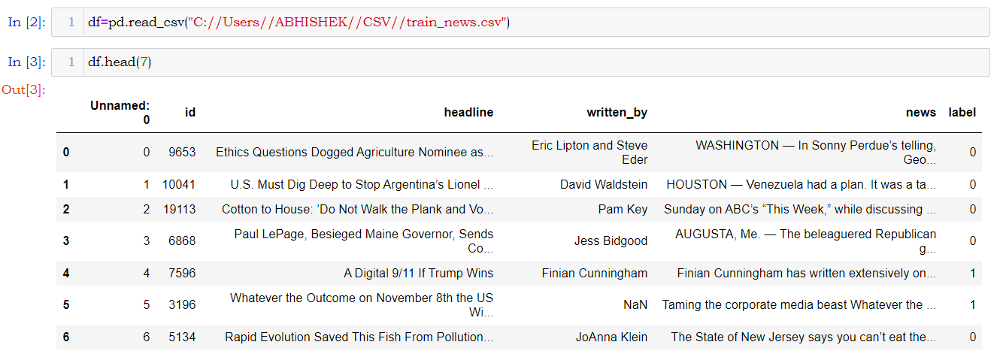 In [2]: 1 df=pd.read_csv("C://Users//ABHISHEK//CSV//train_news.csv")
In [3]: 1 df.head(7)
Out[3]:
Unnamed: 0 id headline written_by news label
0 0 9653 Ethics Questions Dogged Agriculture Nominee as... Eric Lipton and Steve Eder WASHINGTON — In Sonny Perdue’s telling, Geo... 0
1 1 10041 U.S. Must Dig Deep to Stop Argentina’s Lionel ... David Waldstein HOUSTON — Venezuela had a plan. It was a ta... 0
2 2 19113 Cotton to House: ’Do Not Walk the Plank and Vo... Pam Key Sunday on ABC’s “This Week,” while discussing ... 0
3 3 6868 Paul LePage, Besieged Maine Governor, Sends Co... Jess Bidgood AUGUSTA, Me. — The beleaguered Republican g... 0
4 4 7596 A Digital 9/11 If Trump Wins Finian Cunningham Finian Cunningham has written extensively on... 1
5 5 3196 Whatever the Outcome on November 8th the US Wi... NaN Taming the corporate media beast Whatever the ... 1
6 6 5134 Rapid Evolution Saved This Fish From Pollution... JoAnna Klein The State of New Jersey says you can’t eat the... 0